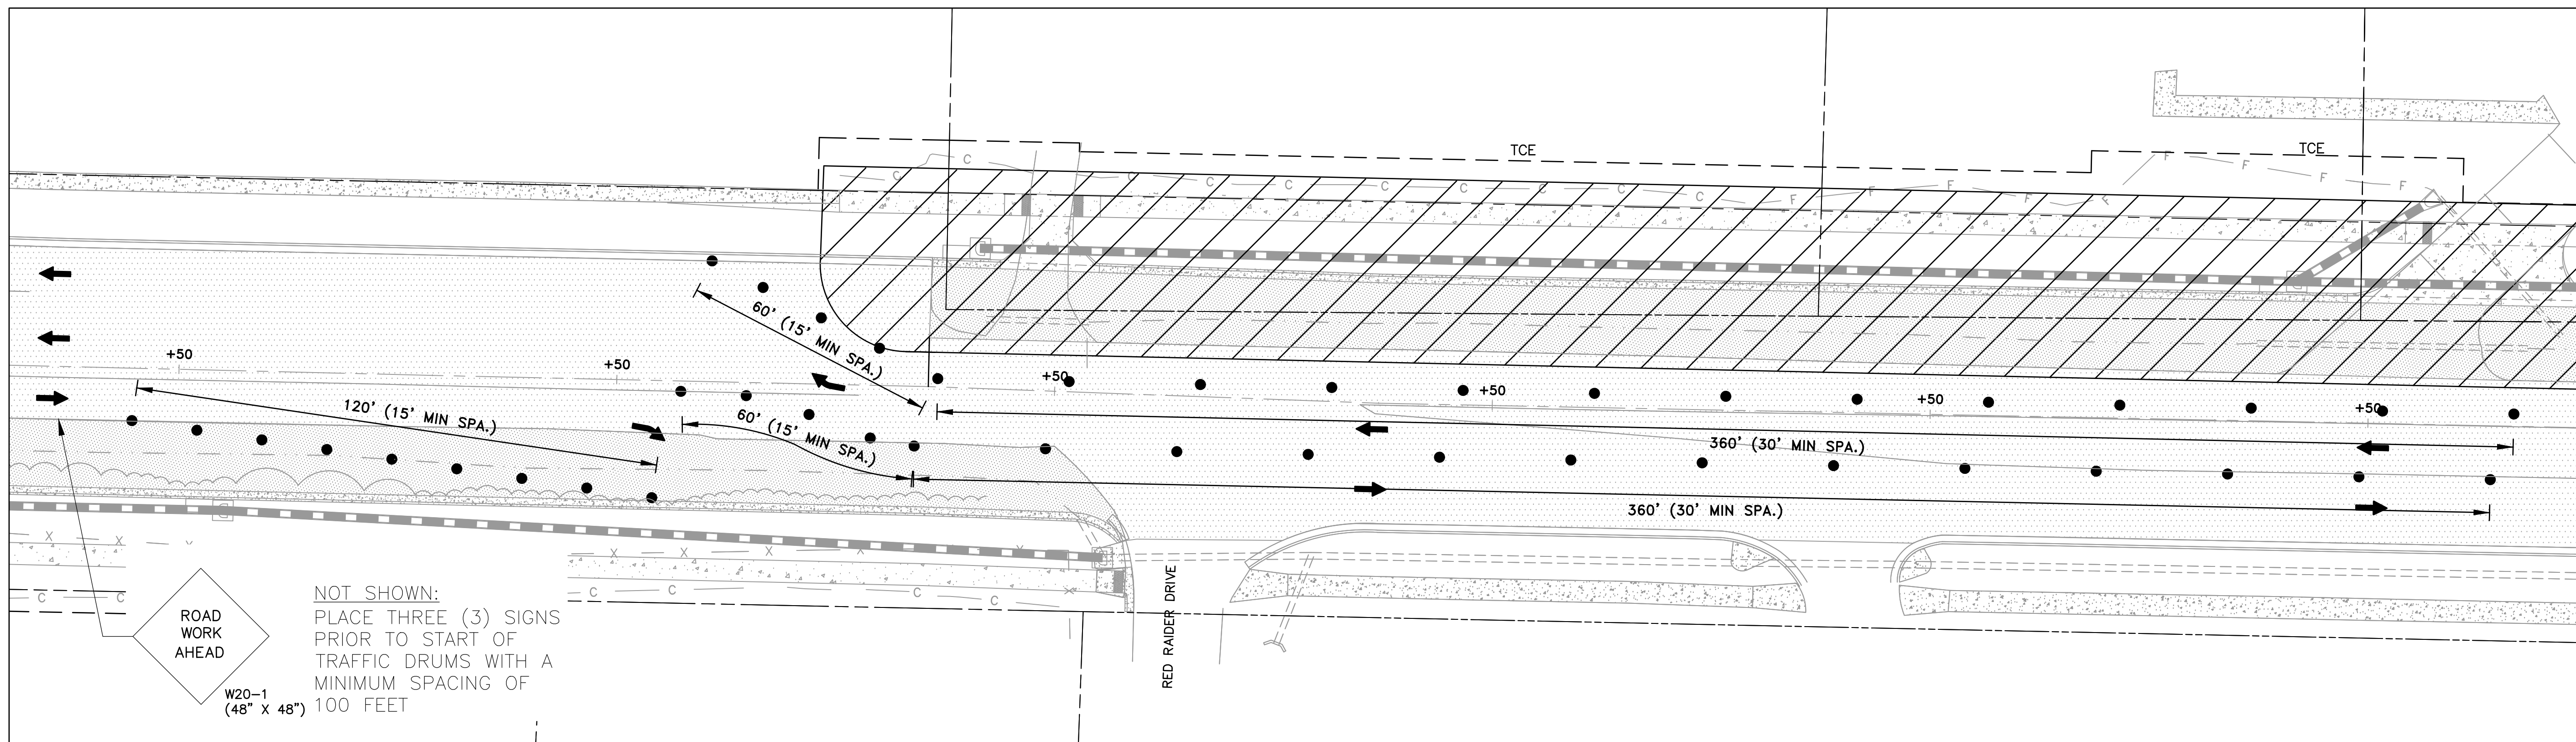 TCE
TCE
C
C
C
C
C
C
C
C
C
C
C
F
F
F
F
F
F
F
F
F
+50
+50
+50
+50
+50
+50
60' (15' MIN SPA.)
120' (15' MIN SPA.)
60' (15' MIN SPA.)
360' (30' MIN SPA.)
360' (30' MIN SPA.)
X
X
X
X
X
X
X
C
C
C
C
C
C
RED RAIDER DRIVE
ROAD
WORK
AHEAD
W20-1
(48" X 48")
NOT SHOWN:
PLACE THREE (3) SIGNS
PRIOR TO START OF
TRAFFIC DRUMS WITH A
MINIMUM SPACING OF
100 FEET